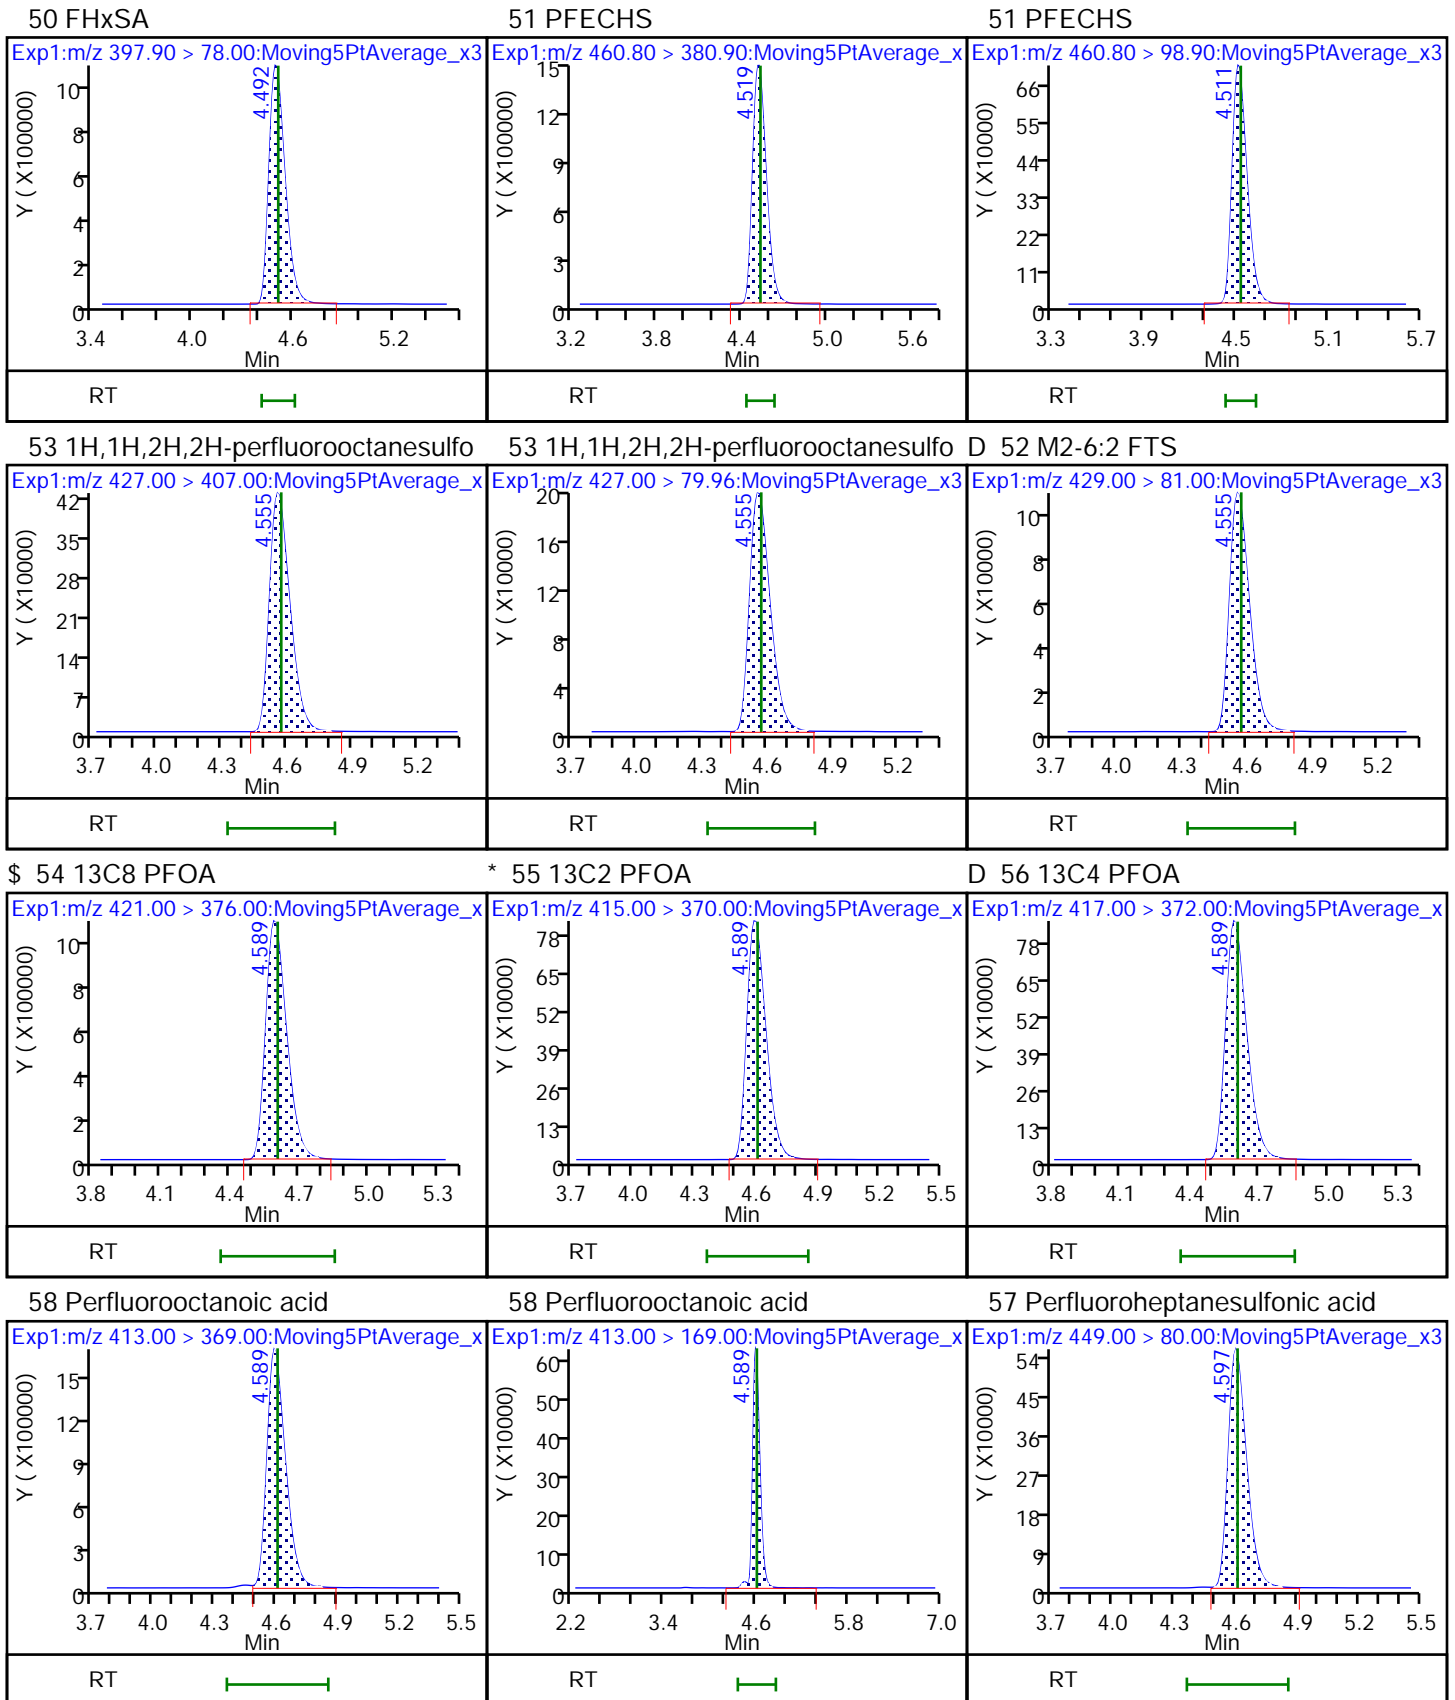 50 FHxSA
51 PFECHS
51 PFECHS
Exp1:m/z 397.90 > 78.00:Moving5PtAverage_x3
Exp1:m/z 460.80 > 380.90:Moving5PtAverage_x
Exp1:m/z 460.80 > 98.90:Moving5PtAverage_x3
Y ( X100000)
10
8
6
4
2
0
4.492
3.4 4.0 4.6 5.2
Min
RT
Y ( X100000)
15
12
9
6
3
0
4.519
3.2 3.8 4.4 5.0 5.6
Min
RT
Y ( X10000)
66
55
44
33
22
11
0
4.511
3.3 3.9 4.5 5.1 5.7
Min
RT
53 1H,1H,2H,2H-perfluorooctanesulfo
53 1H,1H,2H,2H-perfluorooctanesulfo
D 52 M2-6:2 FTS
Exp1:m/z 427.00 > 407.00:Moving5PtAverage_x
Exp1:m/z 427.00 > 79.96:Moving5PtAverage_x3
Exp1:m/z 429.00 > 81.00:Moving5PtAverage_x3
Y ( X10000)
42
35
28
21
14
7
0
4.555
3.7 4.0 4.3 4.6 4.9 5.2
Min
RT
Y ( X10000)
20
16
12
8
4
0
4.555
3.7 4.0 4.3 4.6 4.9 5.2
Min
RT
Y ( X10000)
10
8
6
4
2
0
4.555
3.7 4.0 4.3 4.6 4.9 5.2
Min
RT
$ 54 13C8 PFOA
* 55 13C2 PFOA
D 56 13C4 PFOA
Exp1:m/z 421.00 > 376.00:Moving5PtAverage_x
Exp1:m/z 415.00 > 370.00:Moving5PtAverage_x
Exp1:m/z 417.00 > 372.00:Moving5PtAverage_x
Y ( X100000)
10
8
6
4
2
0
4.589
3.8 4.1 4.4 4.7 5.0 5.3
Min
RT
Y ( X10000)
78
65
52
39
26
13
0
4.589
3.7 4.0 4.3 4.6 4.9 5.2 5.5
Min
RT
Y ( X10000)
78
65
52
39
26
13
0
4.589
3.8 4.1 4.4 4.7 5.0 5.3
Min
RT
58 Perfluorooctanoic acid
58 Perfluorooctanoic acid
57 Perfluoroheptanesulfonic acid
Exp1:m/z 413.00 > 369.00:Moving5PtAverage_x
Exp1:m/z 413.00 > 169.00:Moving5PtAverage_x
Exp1:m/z 449.00 > 80.00:Moving5PtAverage_x3
Y ( X100000)
15
12
9
6
3
0
4.589
3.7 4.0 4.3 4.6 4.9 5.2 5.5
Min
RT
Y ( X10000)
60
50
40
30
20
10
0
4.589
2.2 3.4 4.6 5.8 7.0
Min
RT
Y ( X10000)
54
45
36
27
18
9
0
4.597
3.7 4.0 4.3 4.6 4.9 5.2 5.5
Min
RT